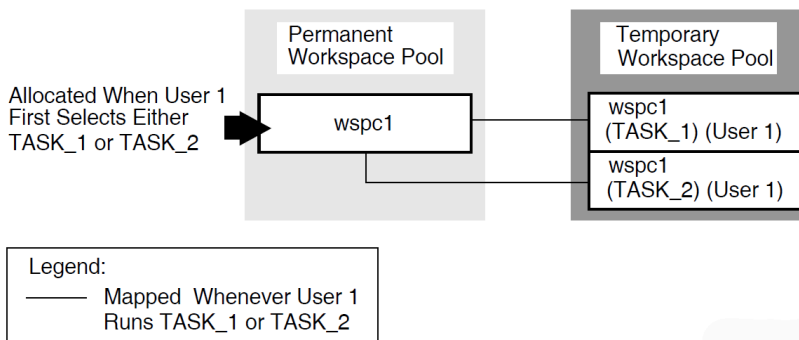 Permanent
Workspace Pool
Temporary
Workspace Pool
Allocated When User 1
First Selects Either
TASK_1 or TASK_2
wspc1
wspc1
(TASK_1) (User 1)
wspc1
(TASK_2) (User 1)
Legend:
Mapped Whenever User 1
Runs TASK_1 or TASK_2